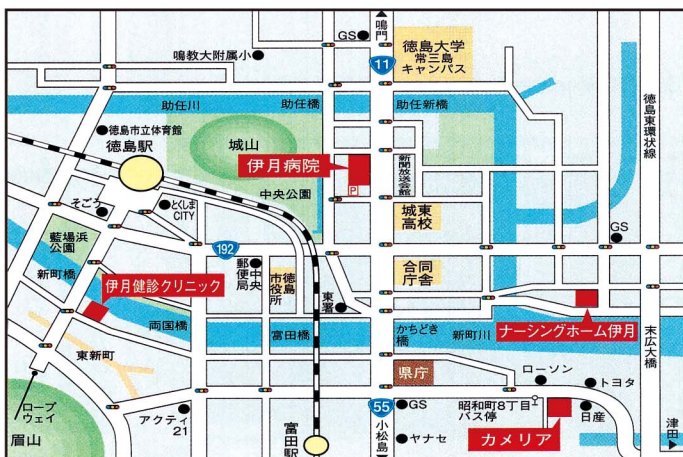 鳴門
GS
鳴教大附属小
徳島大学
常三島
キャンパス
11
助任川
助任橋
助任新橋
徳島東環状線
徳島市立体育館
徳島駅
城山
伊月病院
P
新聞放送会館
中央公園
そごう
とくしま
CITY
城東
高校
GS
藍場浜
公園
192
新町橋
伊月健診クリニック
中央
郵便局
徳島
市役所
合同
庁舎
東署
ナーシングホーム伊月
両国橋
富田橋
かちどき
橋
新町川
末広大橋
東新町
県庁
ローソン
トヨタ
ロープ
ウェイ
眉山
アクティ
21
55
GS
昭和町8丁目
バス停
日産
カメリア
富田駅
小松島
ヤナセ
津田